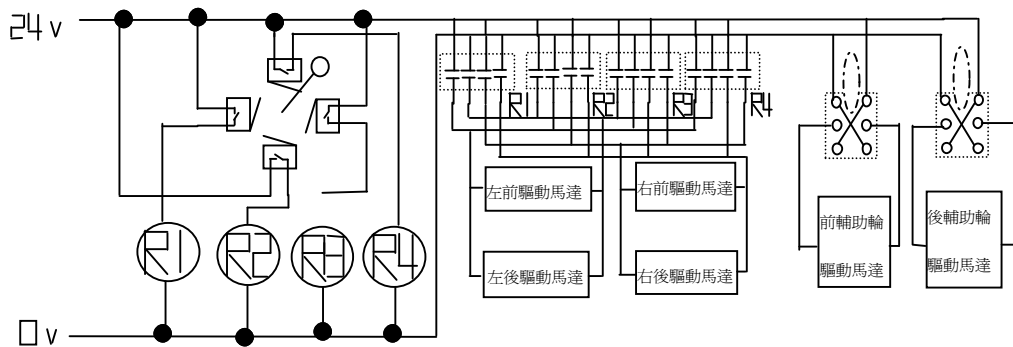 24 v
R1
R2
R3
R4
左前驅動馬達
右前驅動馬達
左後驅動馬達
右後驅動馬達
前輔助輪
驅動馬達
後輔助輪
驅動馬達
R1
R2
R3
R4
0 v